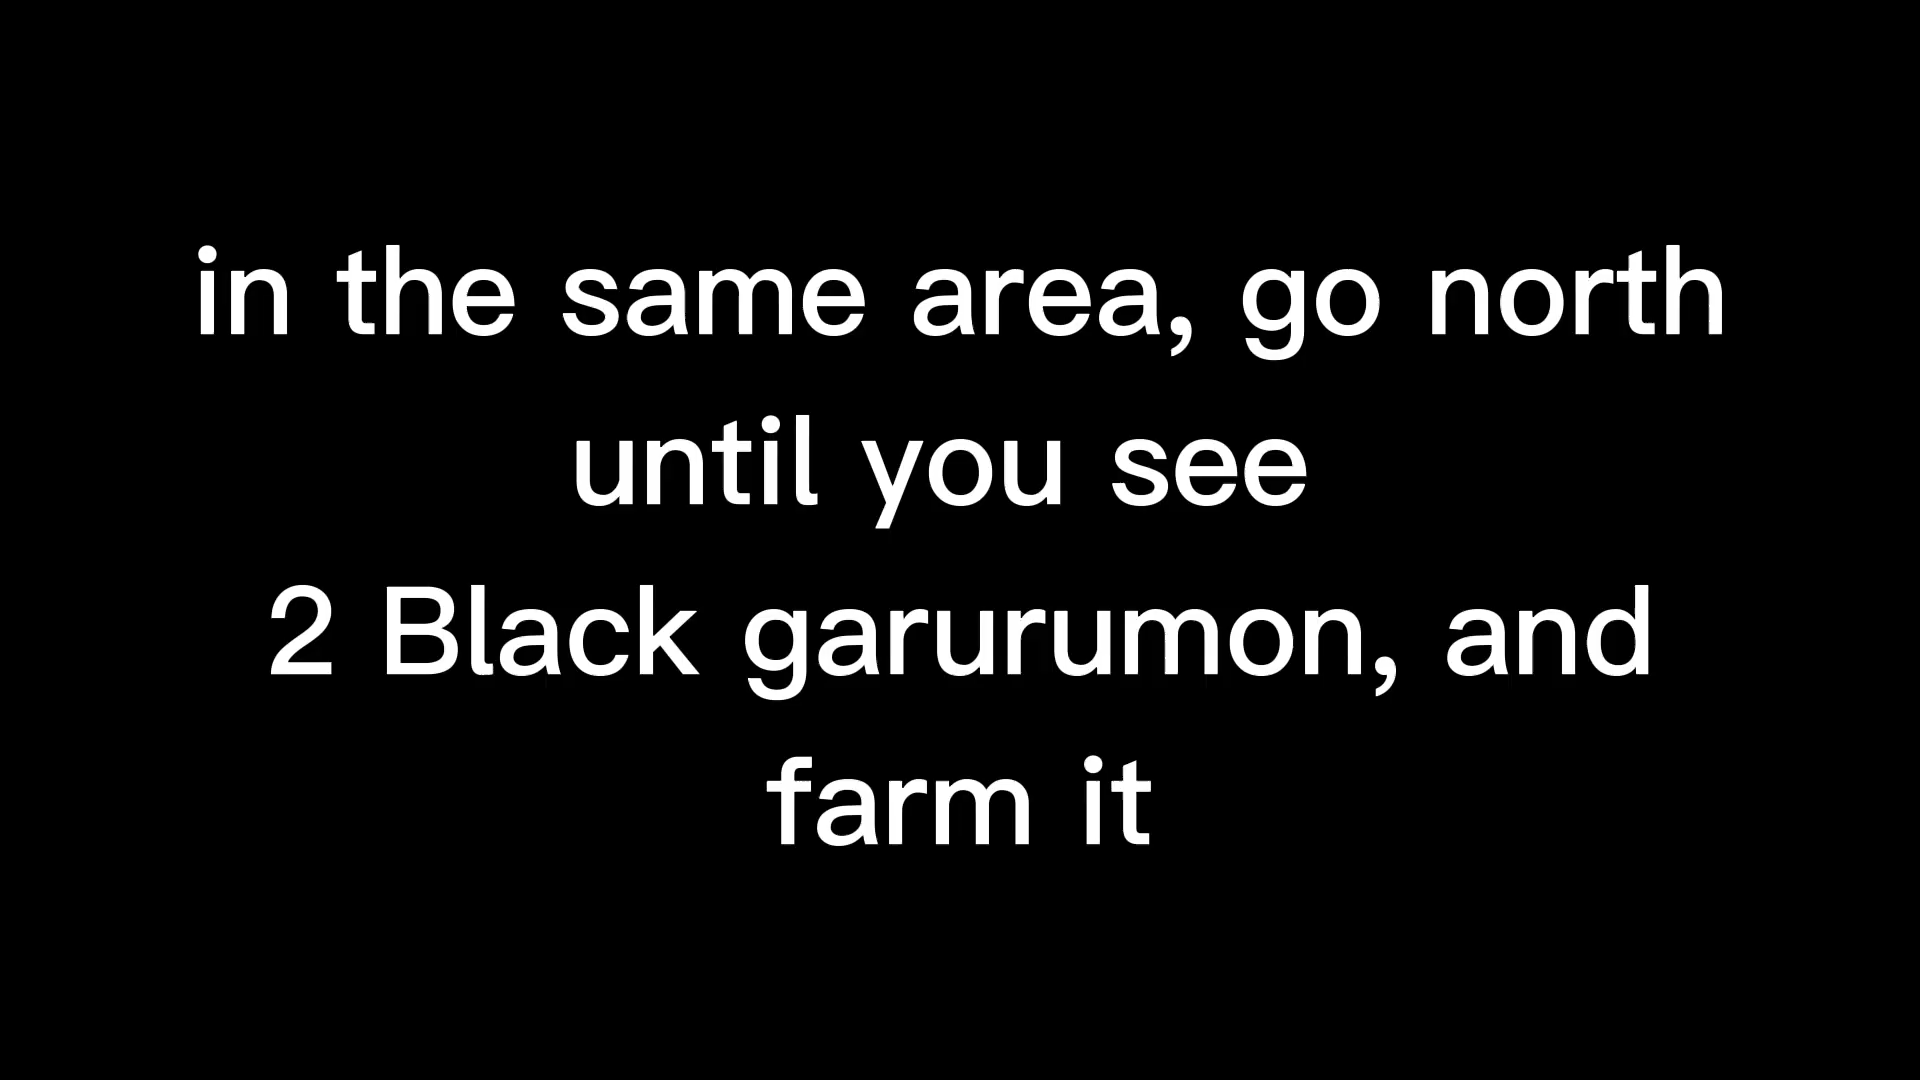 in the same area, go north
until you see
2 Black garurumon, and
farm it